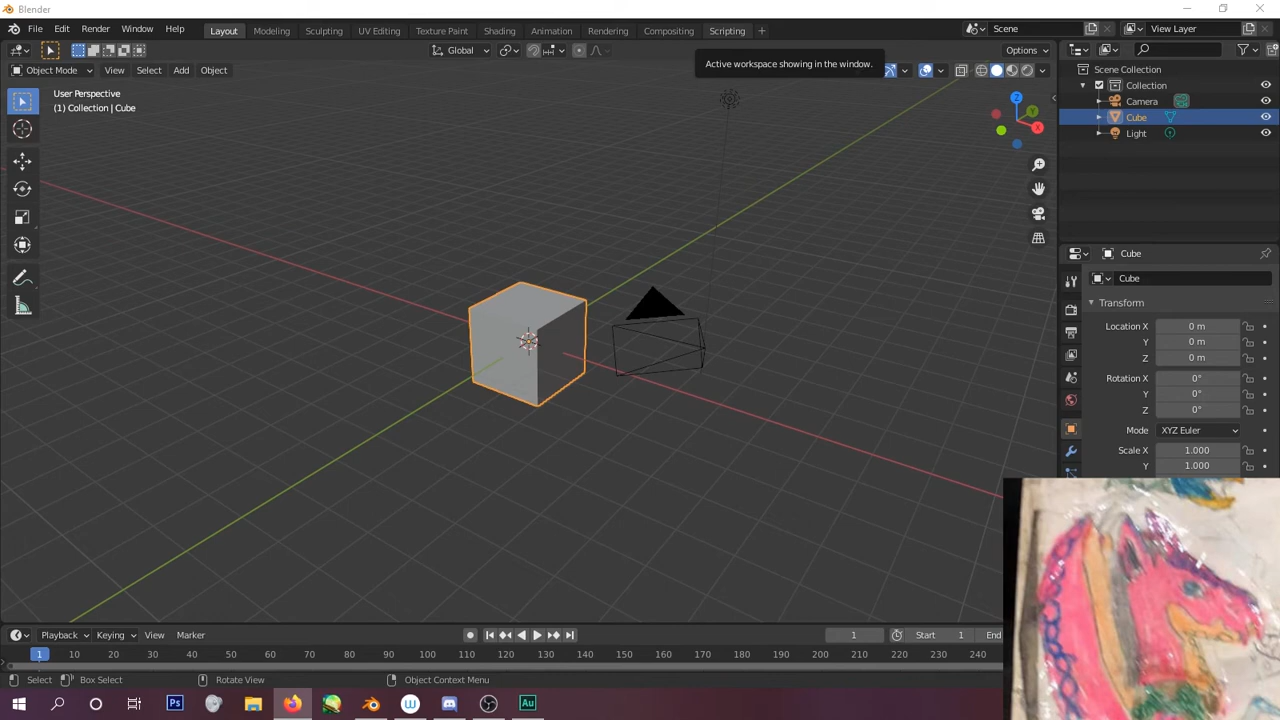 Blender
File Edit Render Window Help Layout Modeling Sculpting UV Editing Texture Paint Shading Animation Rendering Compositing Scripting + Scene View Layer
Global Options
Active workspace showing in the window.
Object Mode View Select Add Object
User Perspective
(1) Collection | Cube
Z
Y
X
Scene Collection
Collection
Camera
Cube
Light
Cube
Cube
Transform
Location X 0 m
Y 0 m
Z 0 m
Rotation X 0°
Y 0°
Z 0°
Mode XYZ Euler
Scale X 1.000
Y 1.000
Playback Keying View Marker 1 Start 1 End
1 10 20 30 40 50 60 70 80 90 100 110 120 130 140 150 160 170 180 190 200 210 220 230 240
Select Box Select Rotate View Object Context Menu
Ps W Au